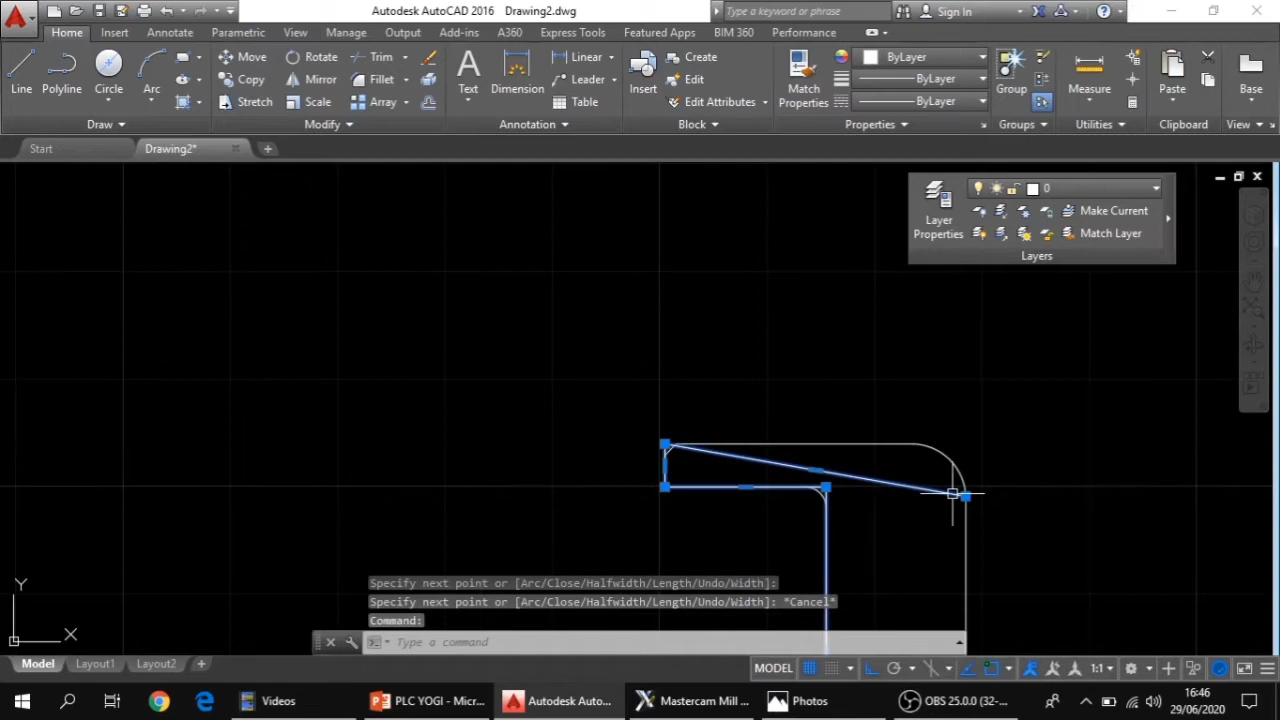 Autodesk AutoCAD 2016 Drawing2.dwg
Type a keyword or phrase
Sign In
Home Insert Annotate Parametric View Manage Output Add-ins A360 Express Tools Featured Apps BIM 360 Performance
Line Polyline Circle Arc
Draw
Move Rotate Trim
Copy Mirror Fillet
Stretch Scale Array
Modify
Text Dimension
Linear
Leader
Table
Annotation
Insert
Create
Edit
Edit Attributes
Block
Match
Properties
ByLayer
ByLayer
ByLayer
Properties
Group
Groups
Measure
Utilities
Paste
Clipboard
Base
View
Start Drawing2*
0
Layer
Properties
Make Current
Match Layer
Layers
Specify next point or [Arc/Close/Halfwidth/Length/Undo/Width]:
Specify next point or [Arc/Close/Halfwidth/Length/Undo/Width]: *Cancel*
Command:
Type a command
Y
X
Model Layout1 Layout2
MODEL
1:1
Videos
PLC YOGI - Micr...
Autodesk Auto...
Mastercam Mill ...
Photos
OBS 25.0.0 (32-...
16:46
29/06/2020